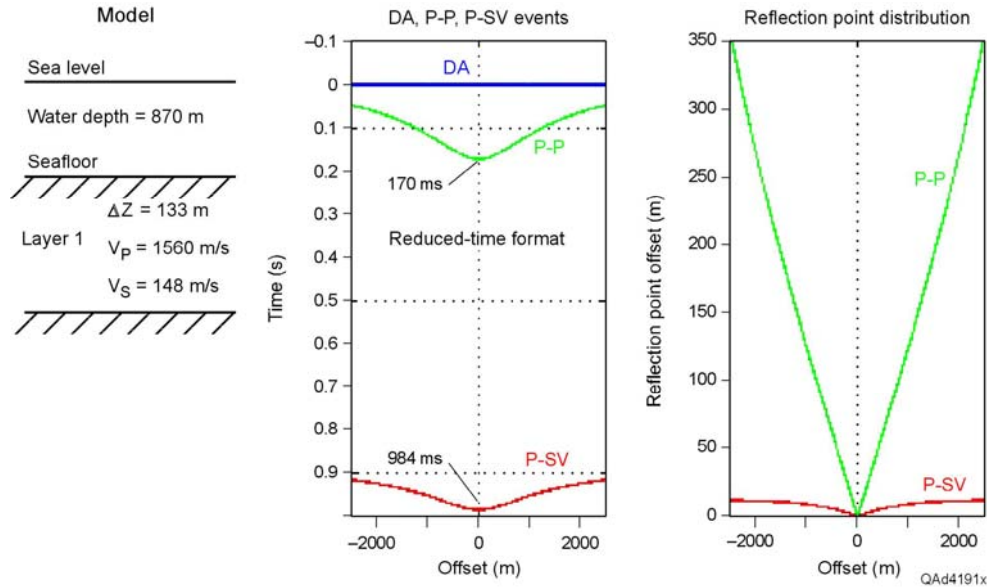 Model
Sea level
Water depth = 870 m
Seafloor
ΔZ = 133 m
Layer 1
VP = 1560 m/s
VS = 148 m/s
DA, P-P, P-SV events
Time (s)
–0.1
0
0.1
0.2
0.3
0.4
0.5
0.6
0.7
0.8
0.9
DA
P-P
170 ms
Reduced-time format
984 ms
P-SV
–2000
0
2000
Offset (m)
Reflection point distribution
Reflection point offset (m)
350
300
250
200
150
100
50
0
P-P
P-SV
–2000
0
2000
Offset (m)
QAd4191x